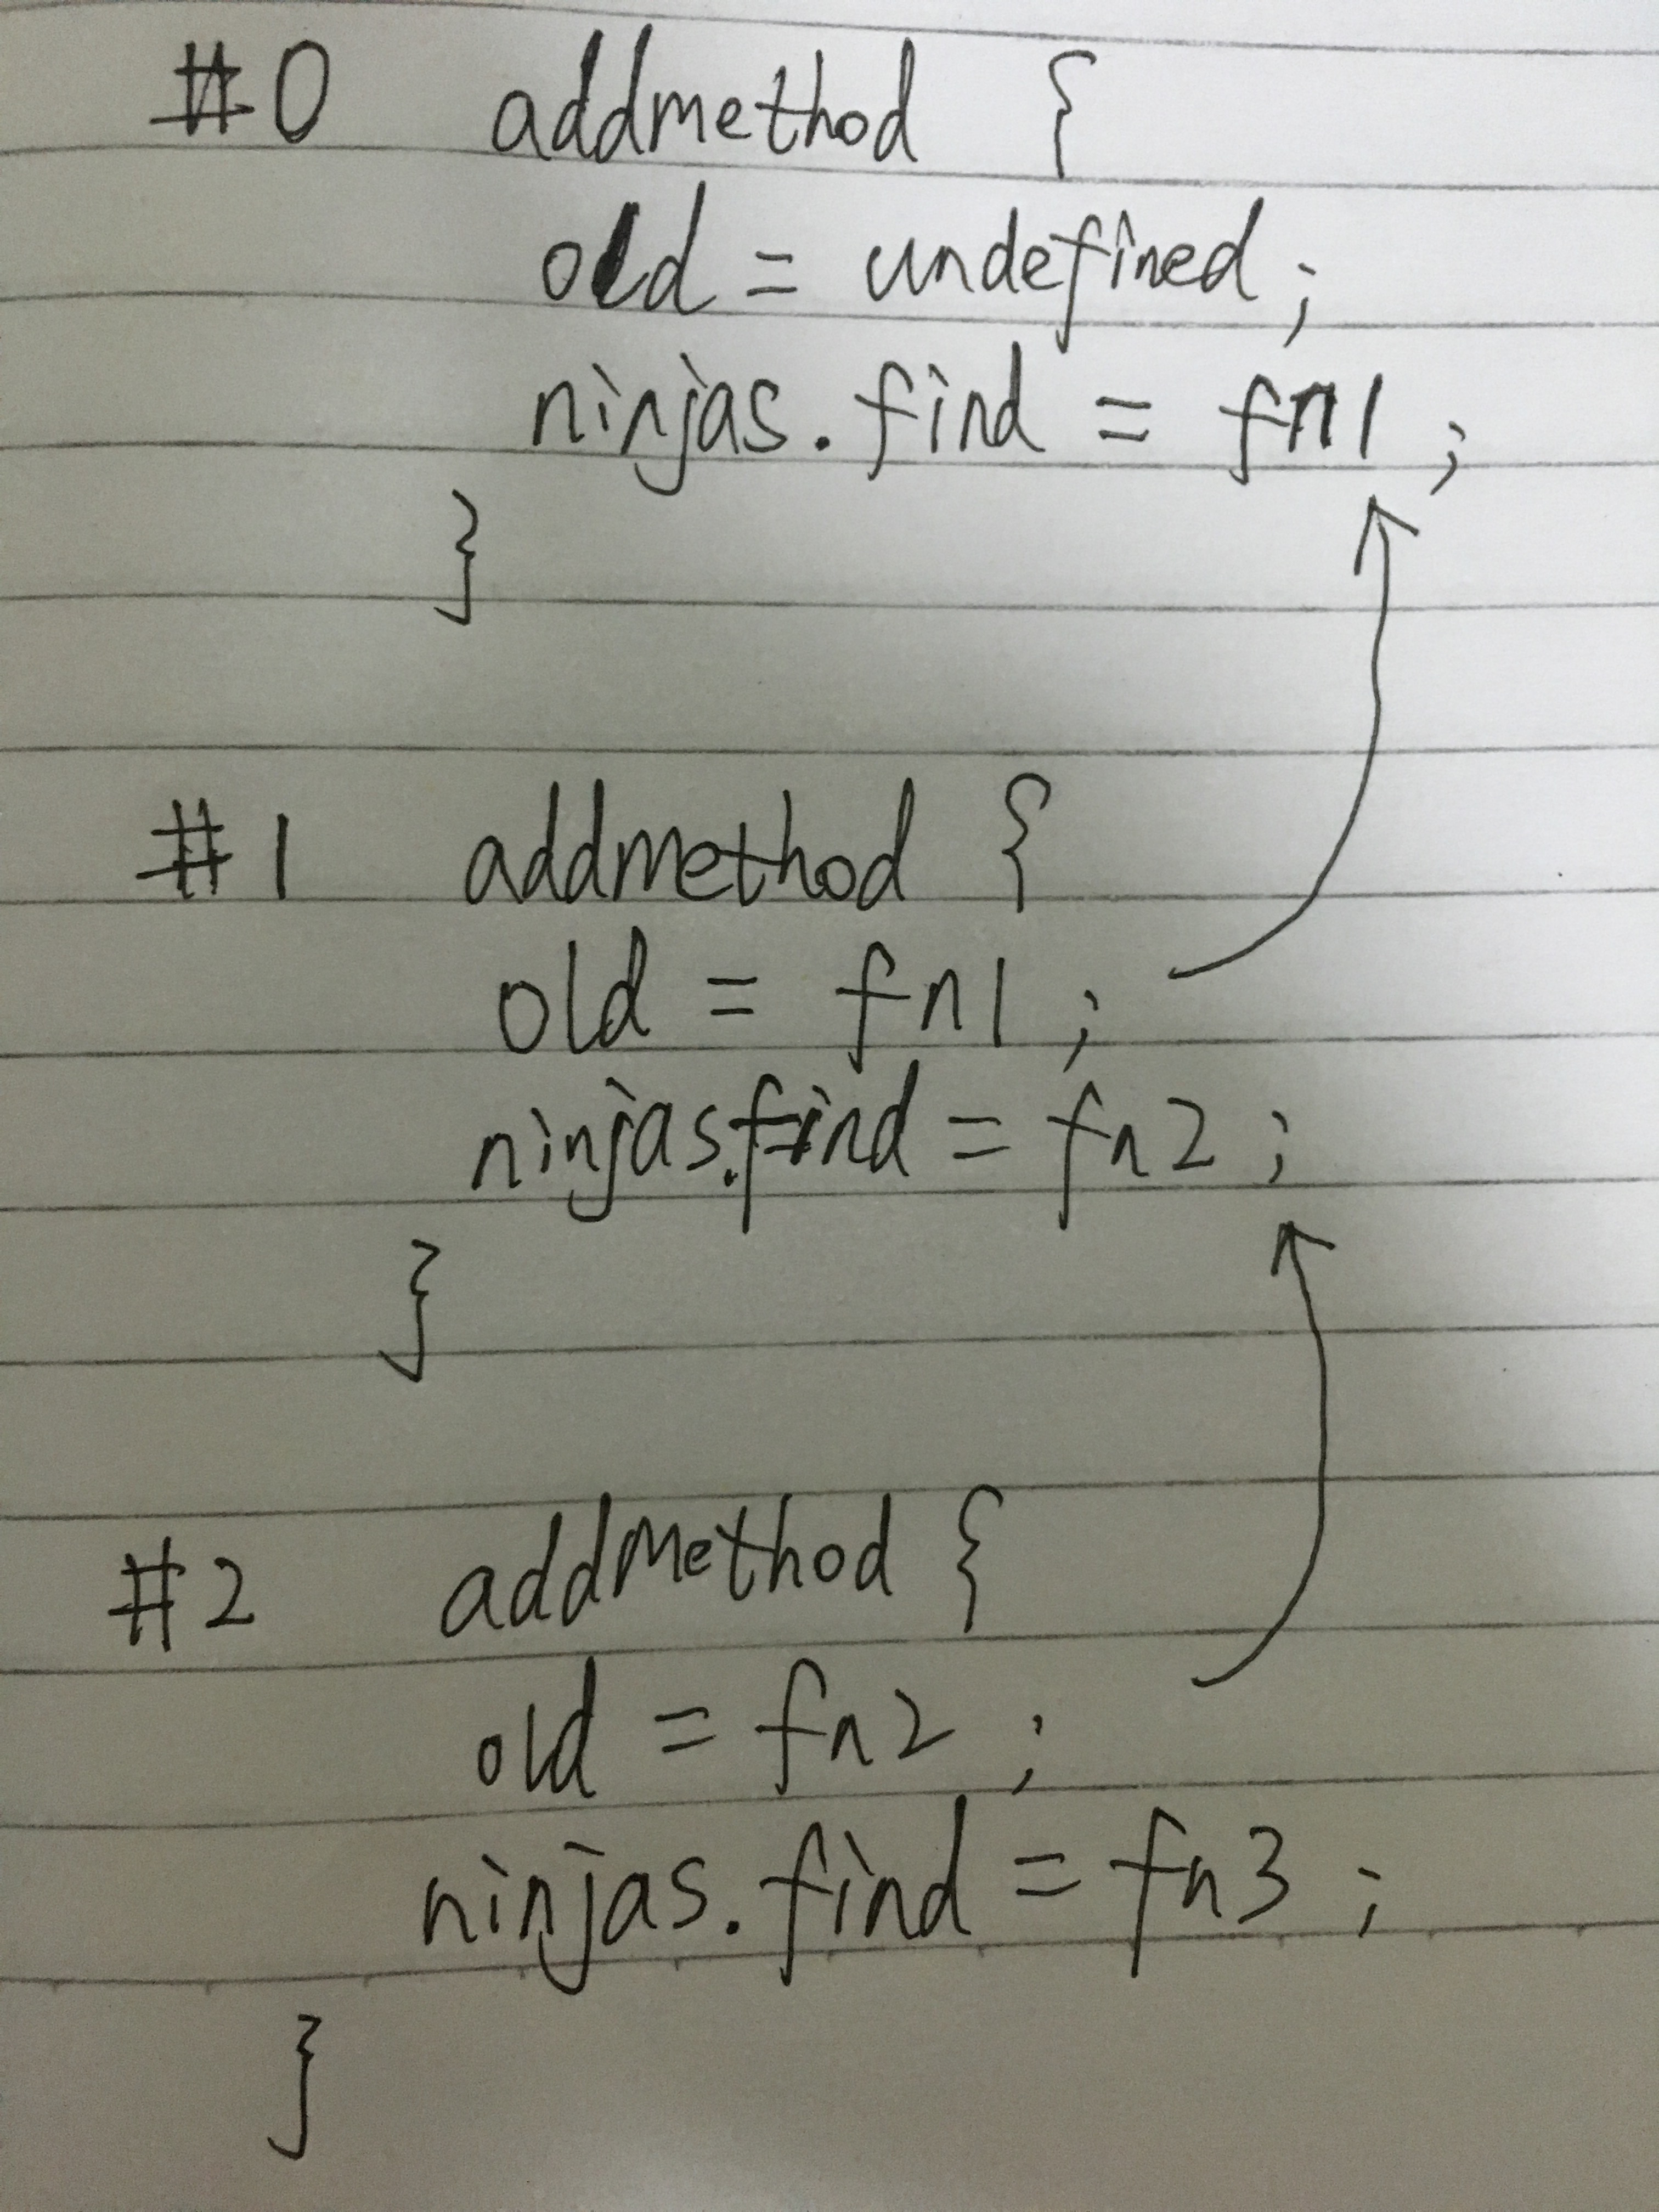 #0 addmethod {
old = undefined;
ninjas.find = fn1;
}
#1 addmethod {
old = fn1;
ninjas.find = fn2;
}
#2 addmethod {
old = fn2;
ninjas.find = fn3;
}